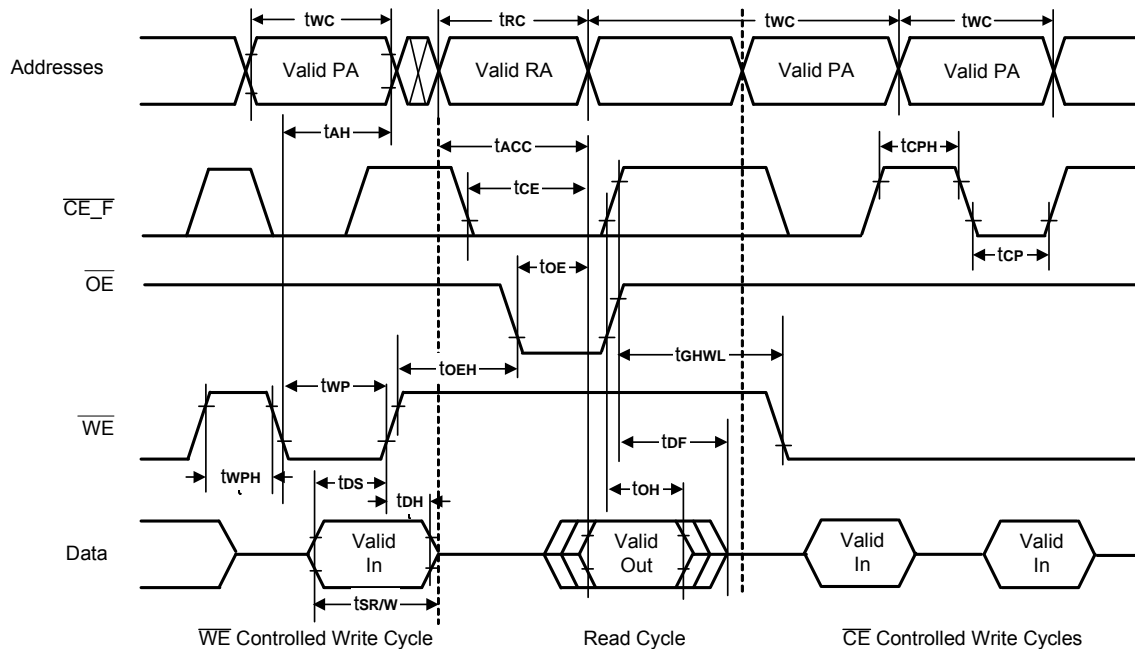 tWC tRC tWC tWC
Addresses Valid PA Valid RA Valid PA Valid PA
tAH tACC tCPH
CE_F tCE
tCP
OE tOE
tOEH tGHWL
WE tWP
tDF
tWPH tDS tDH tOH
Data Valid In Valid Out Valid In Valid In
tSR/W
WE Controlled Write Cycle Read Cycle CE Controlled Write Cycles